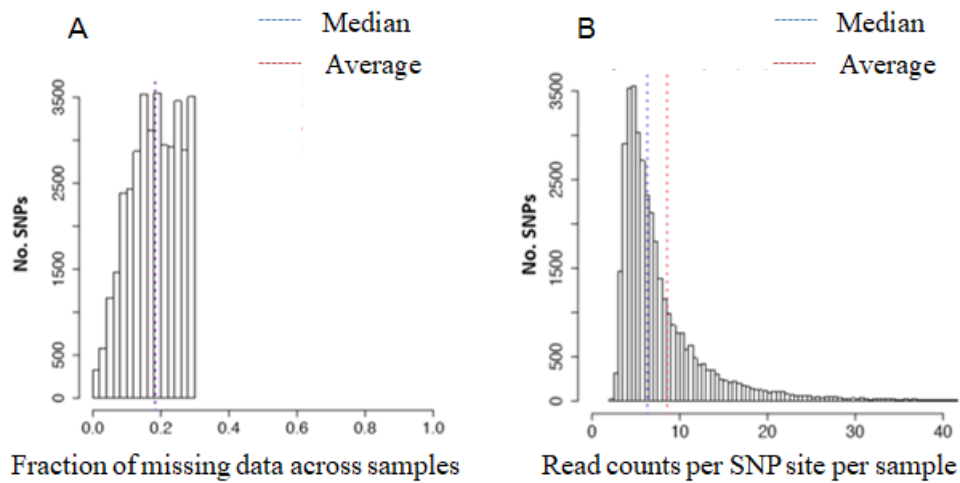 A
Median
Average
No. SNPs
3500
2500
1500
500
0
0.0 0.2 0.4 0.6 0.8 1.0
Fraction of missing data across samples
B
Median
Average
No. SNPs
3500
2500
1500
500
0
0 10 20 30 40
Read counts per SNP site per sample